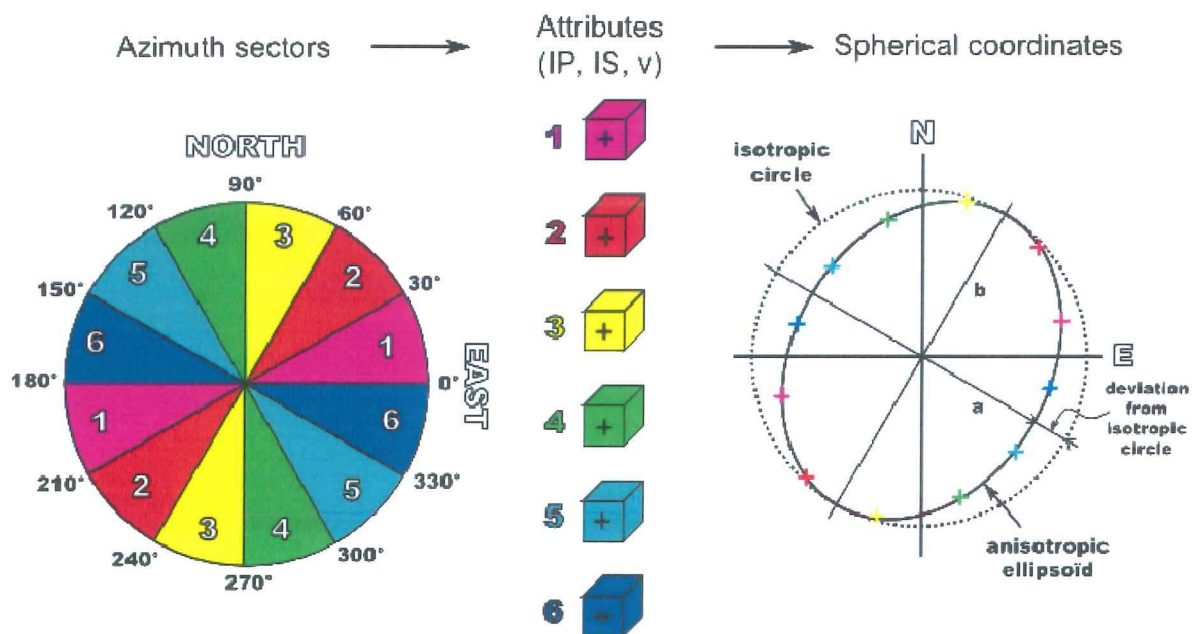 Azimuth sectors
Attributes
(IP, IS, v)
Spherical coordinates
NORTH
EAST
90°
60°
30°
0°
330°
300°
270°
240°
210°
180°
150°
120°
1
2
3
4
5
6
1
2
3
4
5
6
1
+
2
+
3
+
4
+
5
+
6
+
N
E
isotropic
circle
b
a
deviation
from
isotropic
circle
anisotropic
ellipsoïd